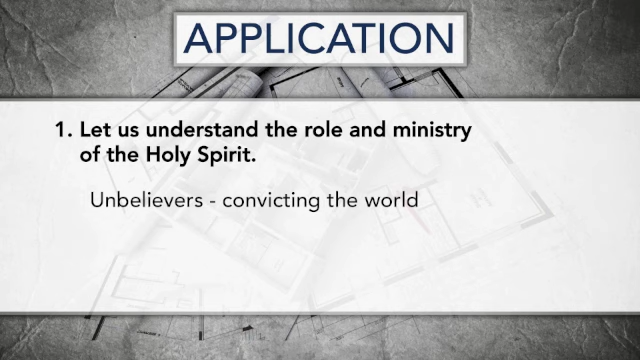 APPLICATION
1. Let us understand the role and ministry
of the Holy Spirit.
Unbelievers - convicting the world